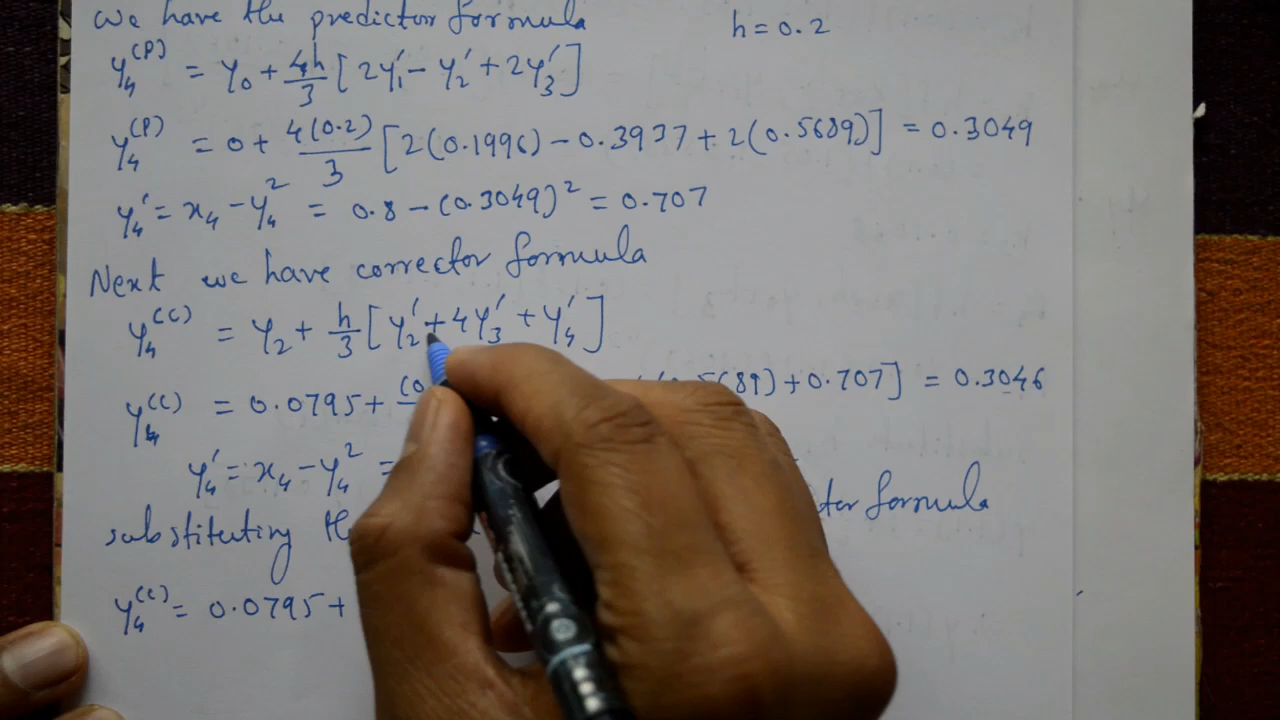 We have the predictor formula h = 0.2
y₄⁽ᴾ⁾ = y₀ + 4h/3 [2y₁′ − y₂′ + 2y₃′]
y₄⁽ᴾ⁾ = 0 + 4(0.2)/3 [2(0.1996) − 0.3937 + 2(0.5689)] = 0.3049
y₄′ = x₄ − y₄² = 0.8 − (0.3049)² = 0.707
Next we have corrector formula
y₄⁽ᶜ⁾ = y₂ + h/3 [y₂′ + 4y₃′ + y₄′]
y₄⁽ᶜ⁾ = 0.0795 + (0 689) + 0.707] = 0.3046
y₄′ = x₄ − y₄² =
substituting formula
y₄⁽ᶜ⁾ = 0.0795 +